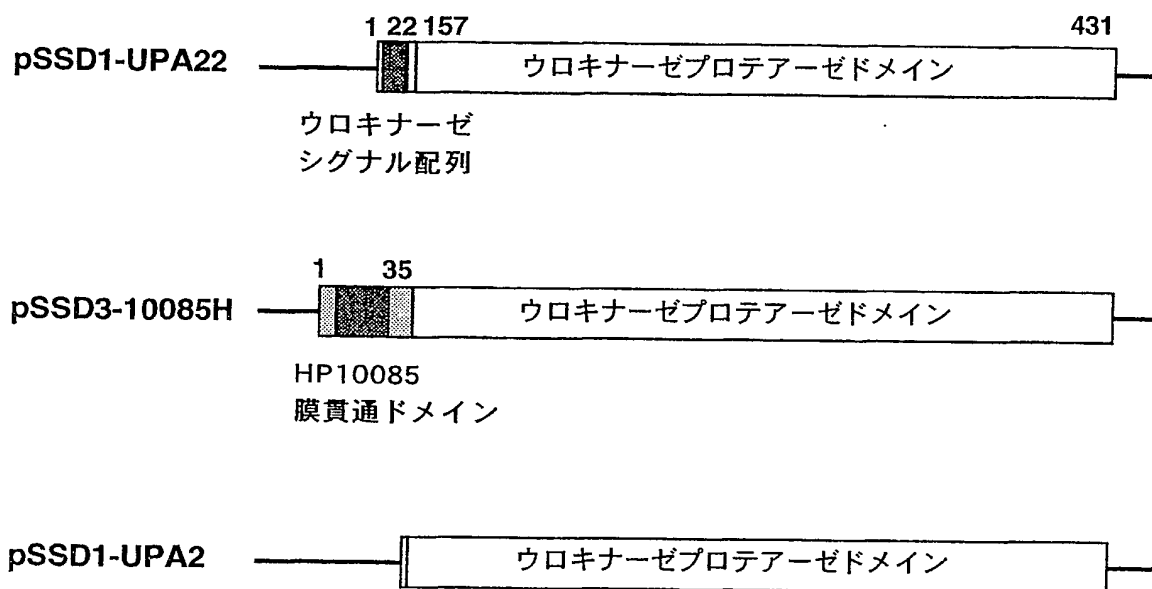 1 22 157 431
pSSD1-UPA22 ウロキナーゼプロテアーゼドメイン
ウロキナーゼ
シグナル配列
1 35
pSSD3-10085H ウロキナーゼプロテアーゼドメイン
HP10085
膜貫通ドメイン
pSSD1-UPA2 ウロキナーゼプロテアーゼドメイン